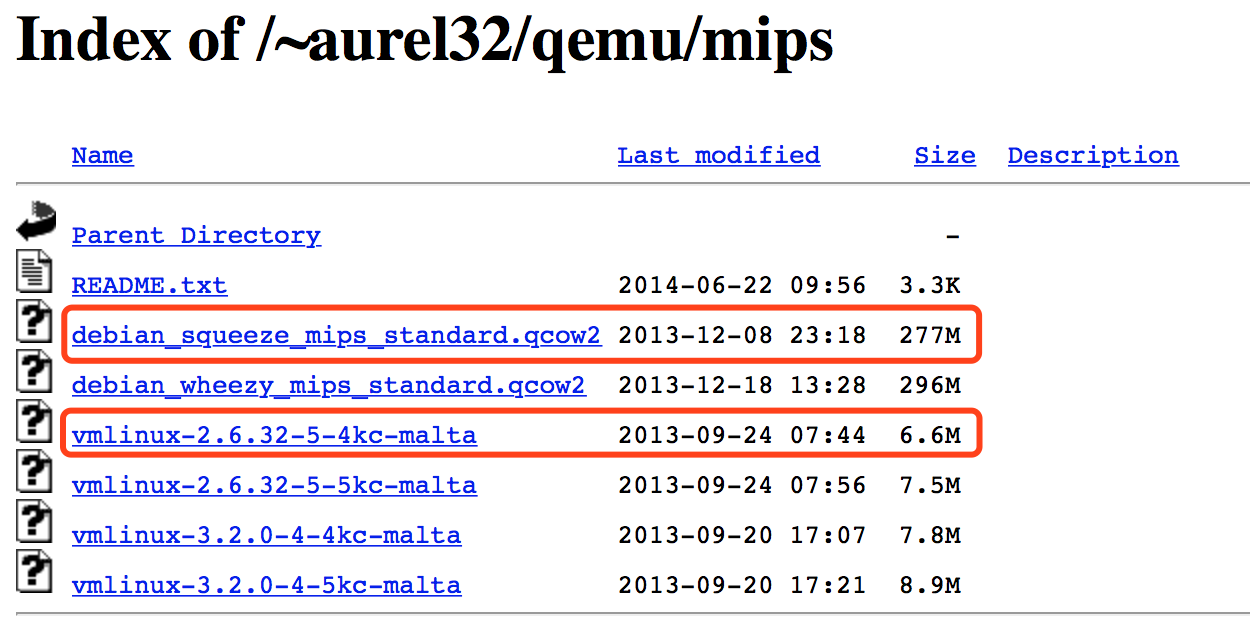 Index of /~aurel32/qemu/mips
Name Last modified Size Description
Parent Directory -
README.txt 2014-06-22 09:56 3.3K
debian_squeeze_mips_standard.qcow2 2013-12-08 23:18 277M
debian_wheezy_mips_standard.qcow2 2013-12-18 13:28 296M
vmlinux-2.6.32-5-4kc-malta 2013-09-24 07:44 6.6M
vmlinux-2.6.32-5-5kc-malta 2013-09-24 07:56 7.5M
vmlinux-3.2.0-4-4kc-malta 2013-09-20 17:07 7.8M
vmlinux-3.2.0-4-5kc-malta 2013-09-20 17:21 8.9M